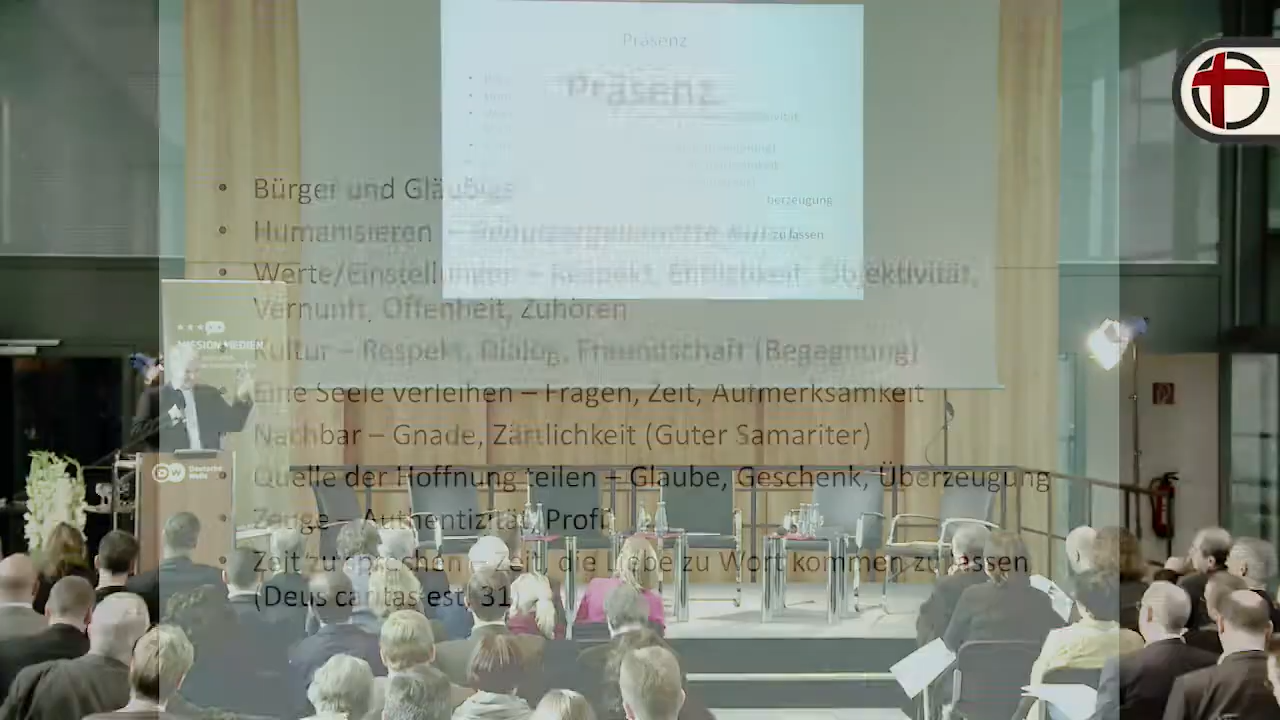 Präsenz
Präsenz
• Bürger und Gläubige
• Humanisieren –
berzeugung
zu lassen
• Werte/Einstellungen – Respekt, Ehrlichkeit, Objektivität,
Vernunft, Offenheit, Zuhören
MISSION MEDIEN
• Kultur – Respekt, Dialog, Freundschaft (Begegnung)
• Eine Seele verleihen – Fragen, Zeit, Aufmerksamkeit
• Nachbar – Gnade, Zärtlichkeit (Guter Samariter)
DW Deutsche
Welle
• Quelle der Hoffnung teilen – Glaube, Geschenk, Überzeugung
• Zeuge – Authentizität, Profi
• Zeit zu sprechen – Zeit, die Liebe zu Wort kommen zu lassen
(Deus caritas est, 31